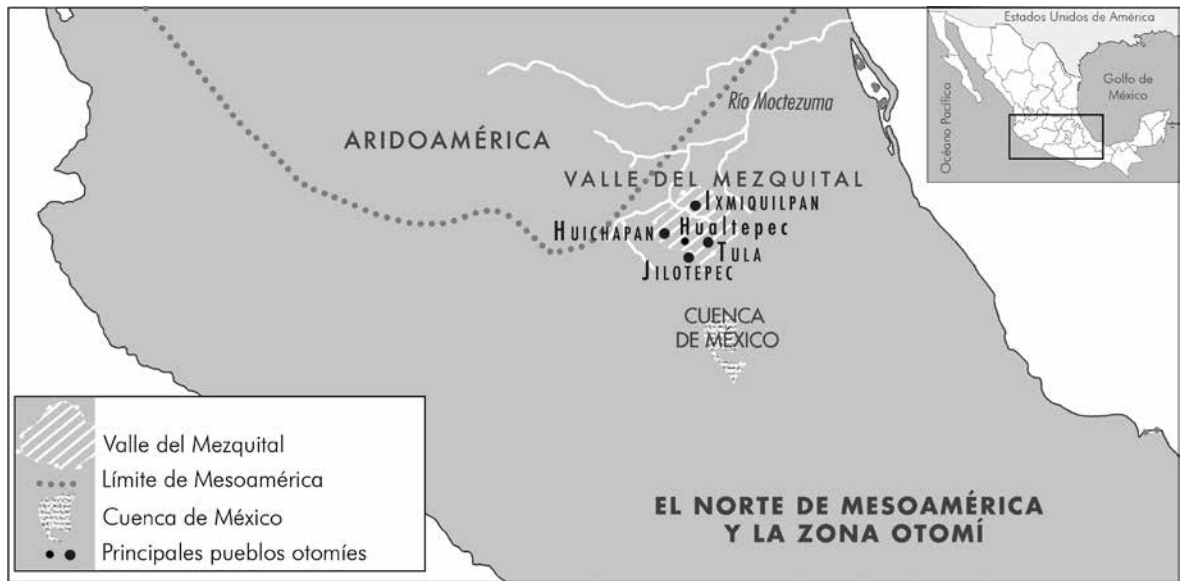 Estados Unidos de América
Golfo de
México
Océano Pacífico
Río Moctezuma
ARIDOAMÉRICA
VALLE DEL MEZQUITAL
IXMIQUILPAN
HUICHAPAN
Hualtepec
TULA
JILOTEPEC
CUENCA
DE MÉXICO
Valle del Mezquital
Límite de Mesoamérica
Cuenca de México
Principales pueblos otomíes
EL NORTE DE MESOAMÉRICA
Y LA ZONA OTOMÍ